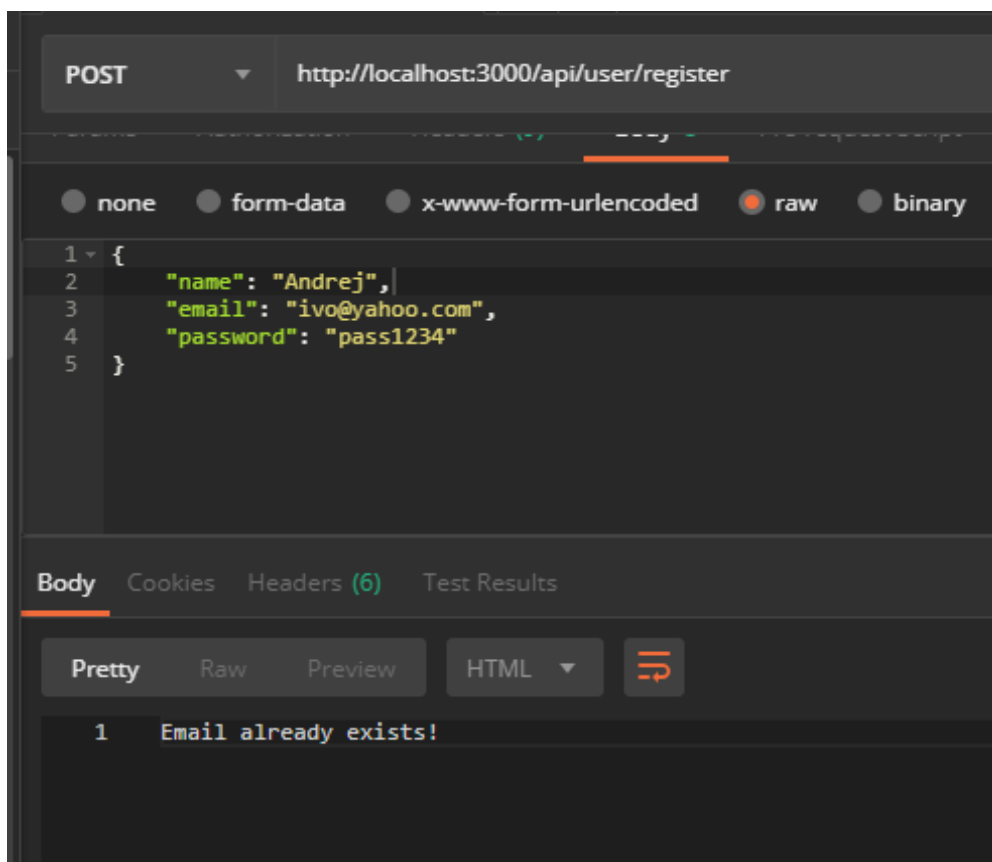 POST http://localhost:3000/api/user/register
none form-data x-www-form-urlencoded raw binary
1 {
2 "name": "Andrej",
3 "email": "ivo@yahoo.com",
4 "password": "pass1234"
5 }
Body Cookies Headers (6) Test Results
Pretty Raw Preview HTML
1 Email already exists!